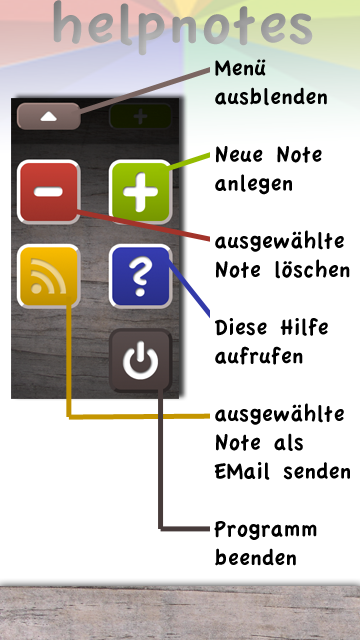 helpnotes
Menü
ausblenden
Neue Note
anlegen
ausgewählte
Note löschen
Diese Hilfe
aufrufen
ausgewählte
Note als
EMail senden
Programm
beenden